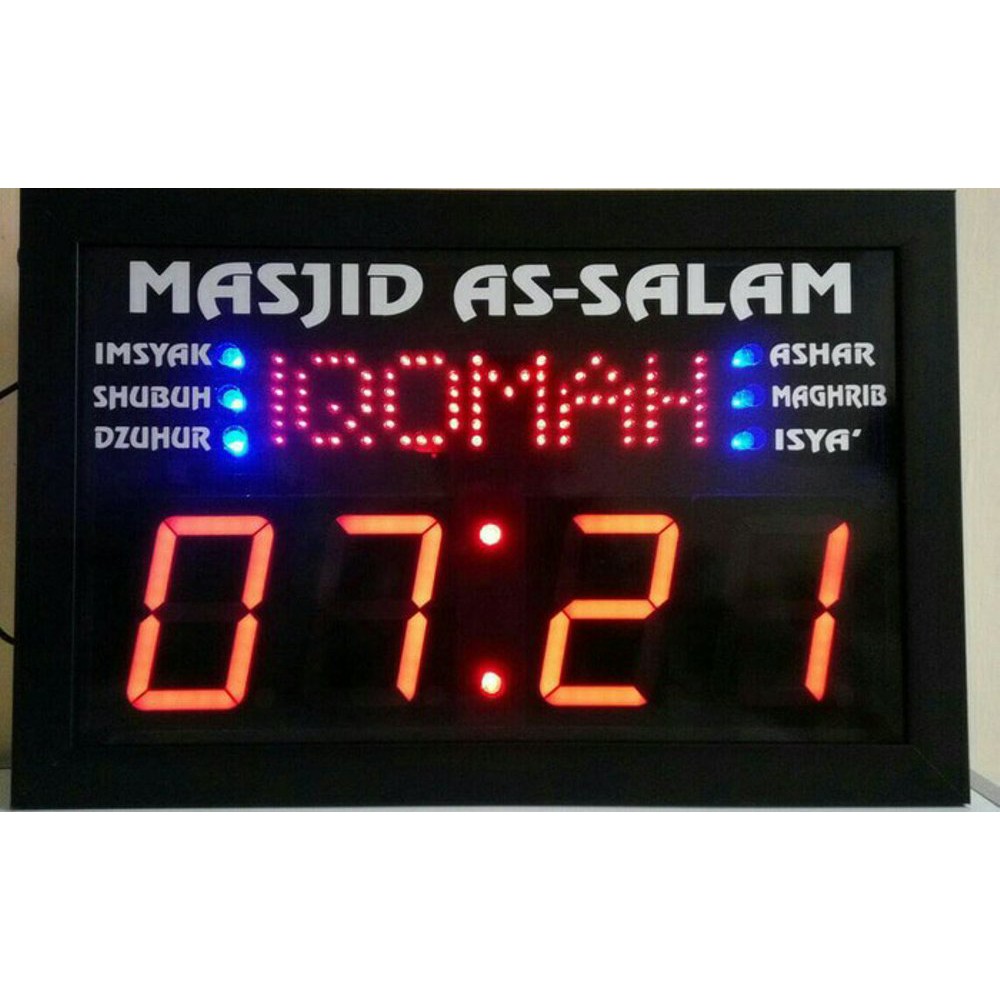 MASJID AS-SALAM
IMSYAK
SHUBUH
DZUHUR
IQOMAH
ASHAR
MAGHRIB
ISYA'
07:21